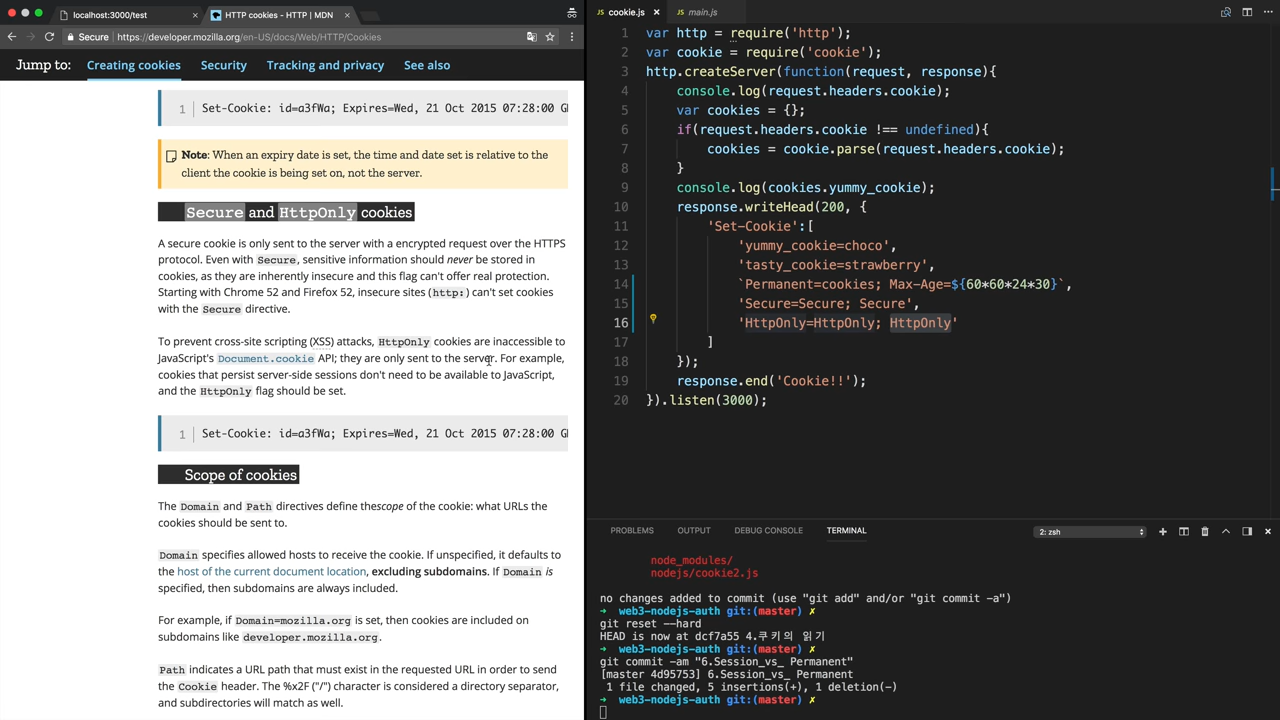 localhost:3000/test
HTTP cookies - HTTP | MDN
Secure | https://developer.mozilla.org/en-US/docs/Web/HTTP/Cookies
Jump to: Creating cookies Security Tracking and privacy See also
1 Set-Cookie: id=a3fWa; Expires=Wed, 21 Oct 2015 07:28:00 GM
Note: When an expiry date is set, the time and date set is relative to the
client the cookie is being set on, not the server.
Secure and HttpOnly cookies
A secure cookie is only sent to the server with a encrypted request over the HTTPS
protocol. Even with Secure, sensitive information should never be stored in
cookies, as they are inherently insecure and this flag can't offer real protection.
Starting with Chrome 52 and Firefox 52, insecure sites (http:) can't set cookies
with the Secure directive.
To prevent cross-site scripting (XSS) attacks, HttpOnly cookies are inaccessible to
JavaScript's Document.cookie API; they are only sent to the server. For example,
cookies that persist server-side sessions don't need to be available to JavaScript,
and the HttpOnly flag should be set.
1 Set-Cookie: id=a3fWa; Expires=Wed, 21 Oct 2015 07:28:00 GM
Scope of cookies
The Domain and Path directives define thescope of the cookie: what URLs the
cookies should be sent to.
Domain specifies allowed hosts to receive the cookie. If unspecified, it defaults to
the host of the current document location, excluding subdomains. If Domain is
specified, then subdomains are always included.
For example, if Domain=mozilla.org is set, then cookies are included on
subdomains like developer.mozilla.org.
Path indicates a URL path that must exist in the requested URL in order to send
the Cookie header. The %x2F ("/") character is considered a directory separator,
and subdirectories will match as well.
JS cookie.js JS main.js
1 var http = require('http');
2 var cookie = require('cookie');
3 http.createServer(function(request, response){
4 console.log(request.headers.cookie);
5 var cookies = {};
6 if(request.headers.cookie !== undefined){
7 cookies = cookie.parse(request.headers.cookie);
8 }
9 console.log(cookies.yummy_cookie);
10 response.writeHead(200, {
11 'Set-Cookie':[
12 'yummy_cookie=choco',
13 'tasty_cookie=strawberry',
14 `Permanent=cookies; Max-Age=${60*60*24*30}`,
15 'Secure=Secure; Secure',
16 'HttpOnly=HttpOnly; HttpOnly'
17 ]
18 });
19 response.end('Cookie!!');
20 }).listen(3000);
PROBLEMS OUTPUT DEBUG CONSOLE TERMINAL 2: zsh
node_modules/
nodejs/cookie2.js
no changes added to commit (use "git add" and/or "git commit -a")
➜ web3-nodejs-auth git:(master) ✗
git reset --hard
HEAD is now at dcf7a55 4.쿠키의 읽기
➜ web3-nodejs-auth git:(master) ✗
git commit -am "6.Session_vs_ Permanent"
[master 4d95753] 6.Session_vs_ Permanent
1 file changed, 5 insertions(+), 1 deletion(-)
➜ web3-nodejs-auth git:(master) ✗